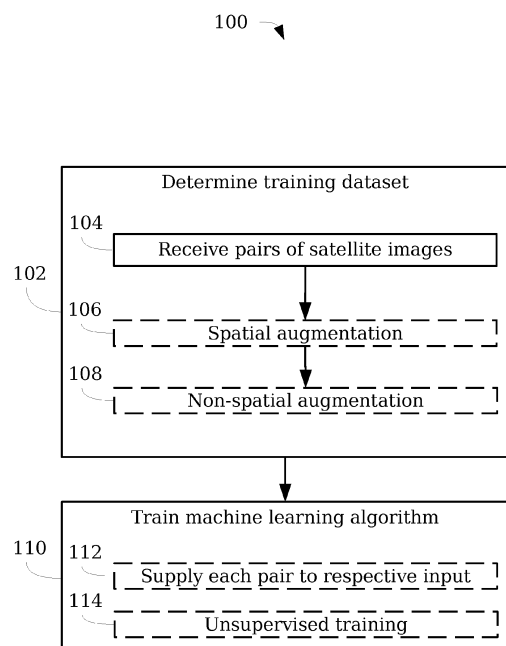 100
Determine training dataset
104
Receive pairs of satellite images
102
106
Spatial augmentation
108
Non-spatial augmentation
Train machine learning algorithm
110
112
Supply each pair to respective input
114
Unsupervised training